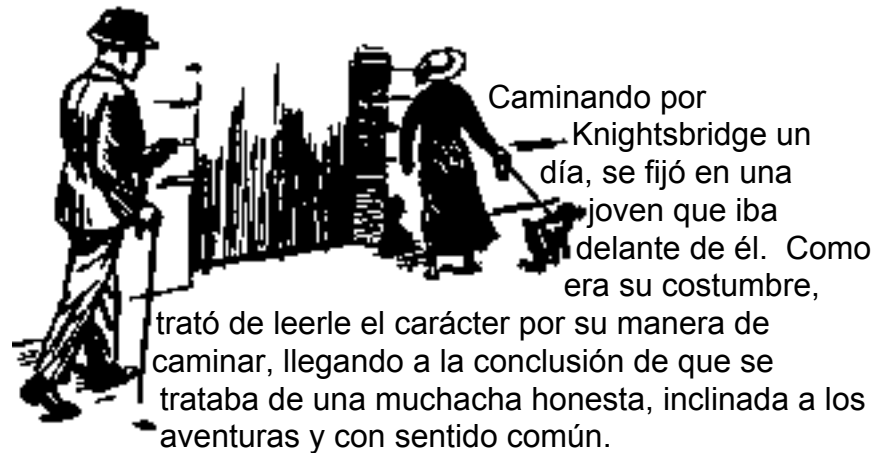 Caminando por
Knightsbridge un
día, se fijó en una
joven que iba
delante de él.  Como
era su costumbre,
trató de leerle el carácter por su manera de
caminar, llegando a la conclusión de que se
trataba de una muchacha honesta, inclinada a los
aventuras y con sentido común.